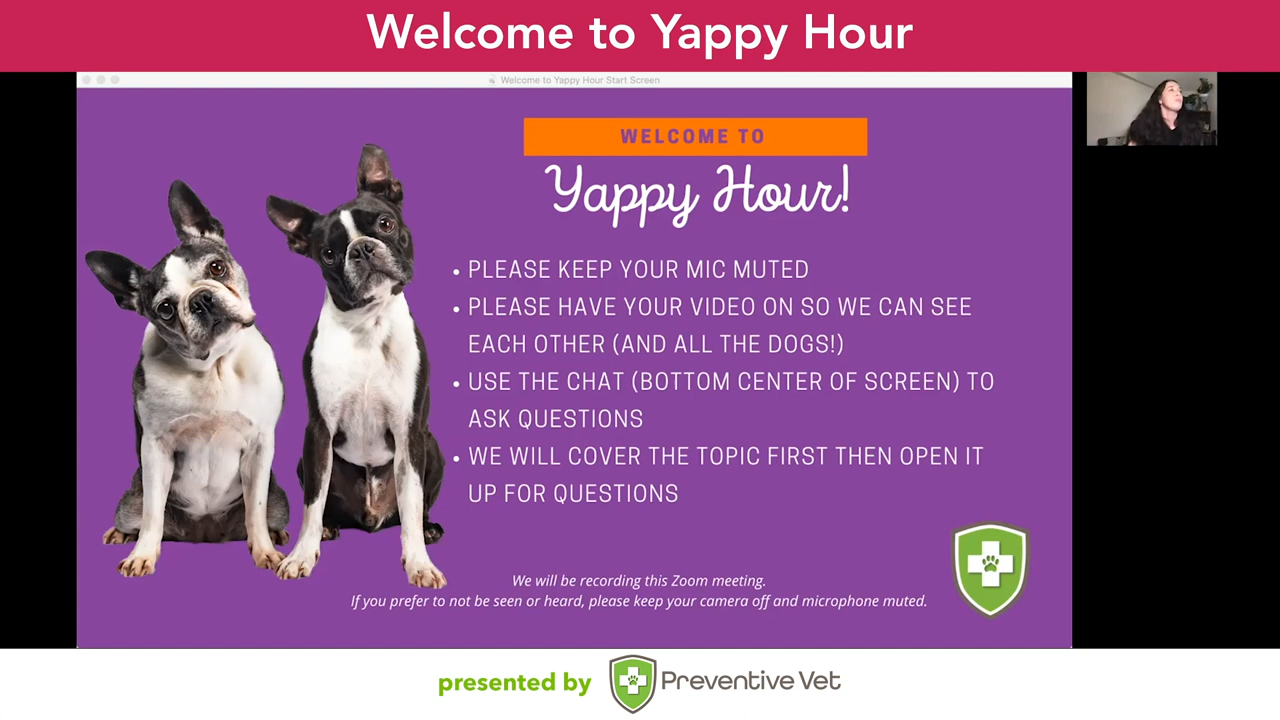 Welcome to Yappy Hour
Welcome to Yappy Hour Start Screen
WELCOME TO
Yappy Hour!
• PLEASE KEEP YOUR MIC MUTED
• PLEASE HAVE YOUR VIDEO ON SO WE CAN SEE
EACH OTHER (AND ALL THE DOGS!)
• USE THE CHAT (BOTTOM CENTER OF SCREEN) TO
ASK QUESTIONS
• WE WILL COVER THE TOPIC FIRST THEN OPEN IT
UP FOR QUESTIONS
We will be recording this Zoom meeting.
If you prefer to not be seen or heard, please keep your camera off and microphone muted.
presented by Preventive Vet